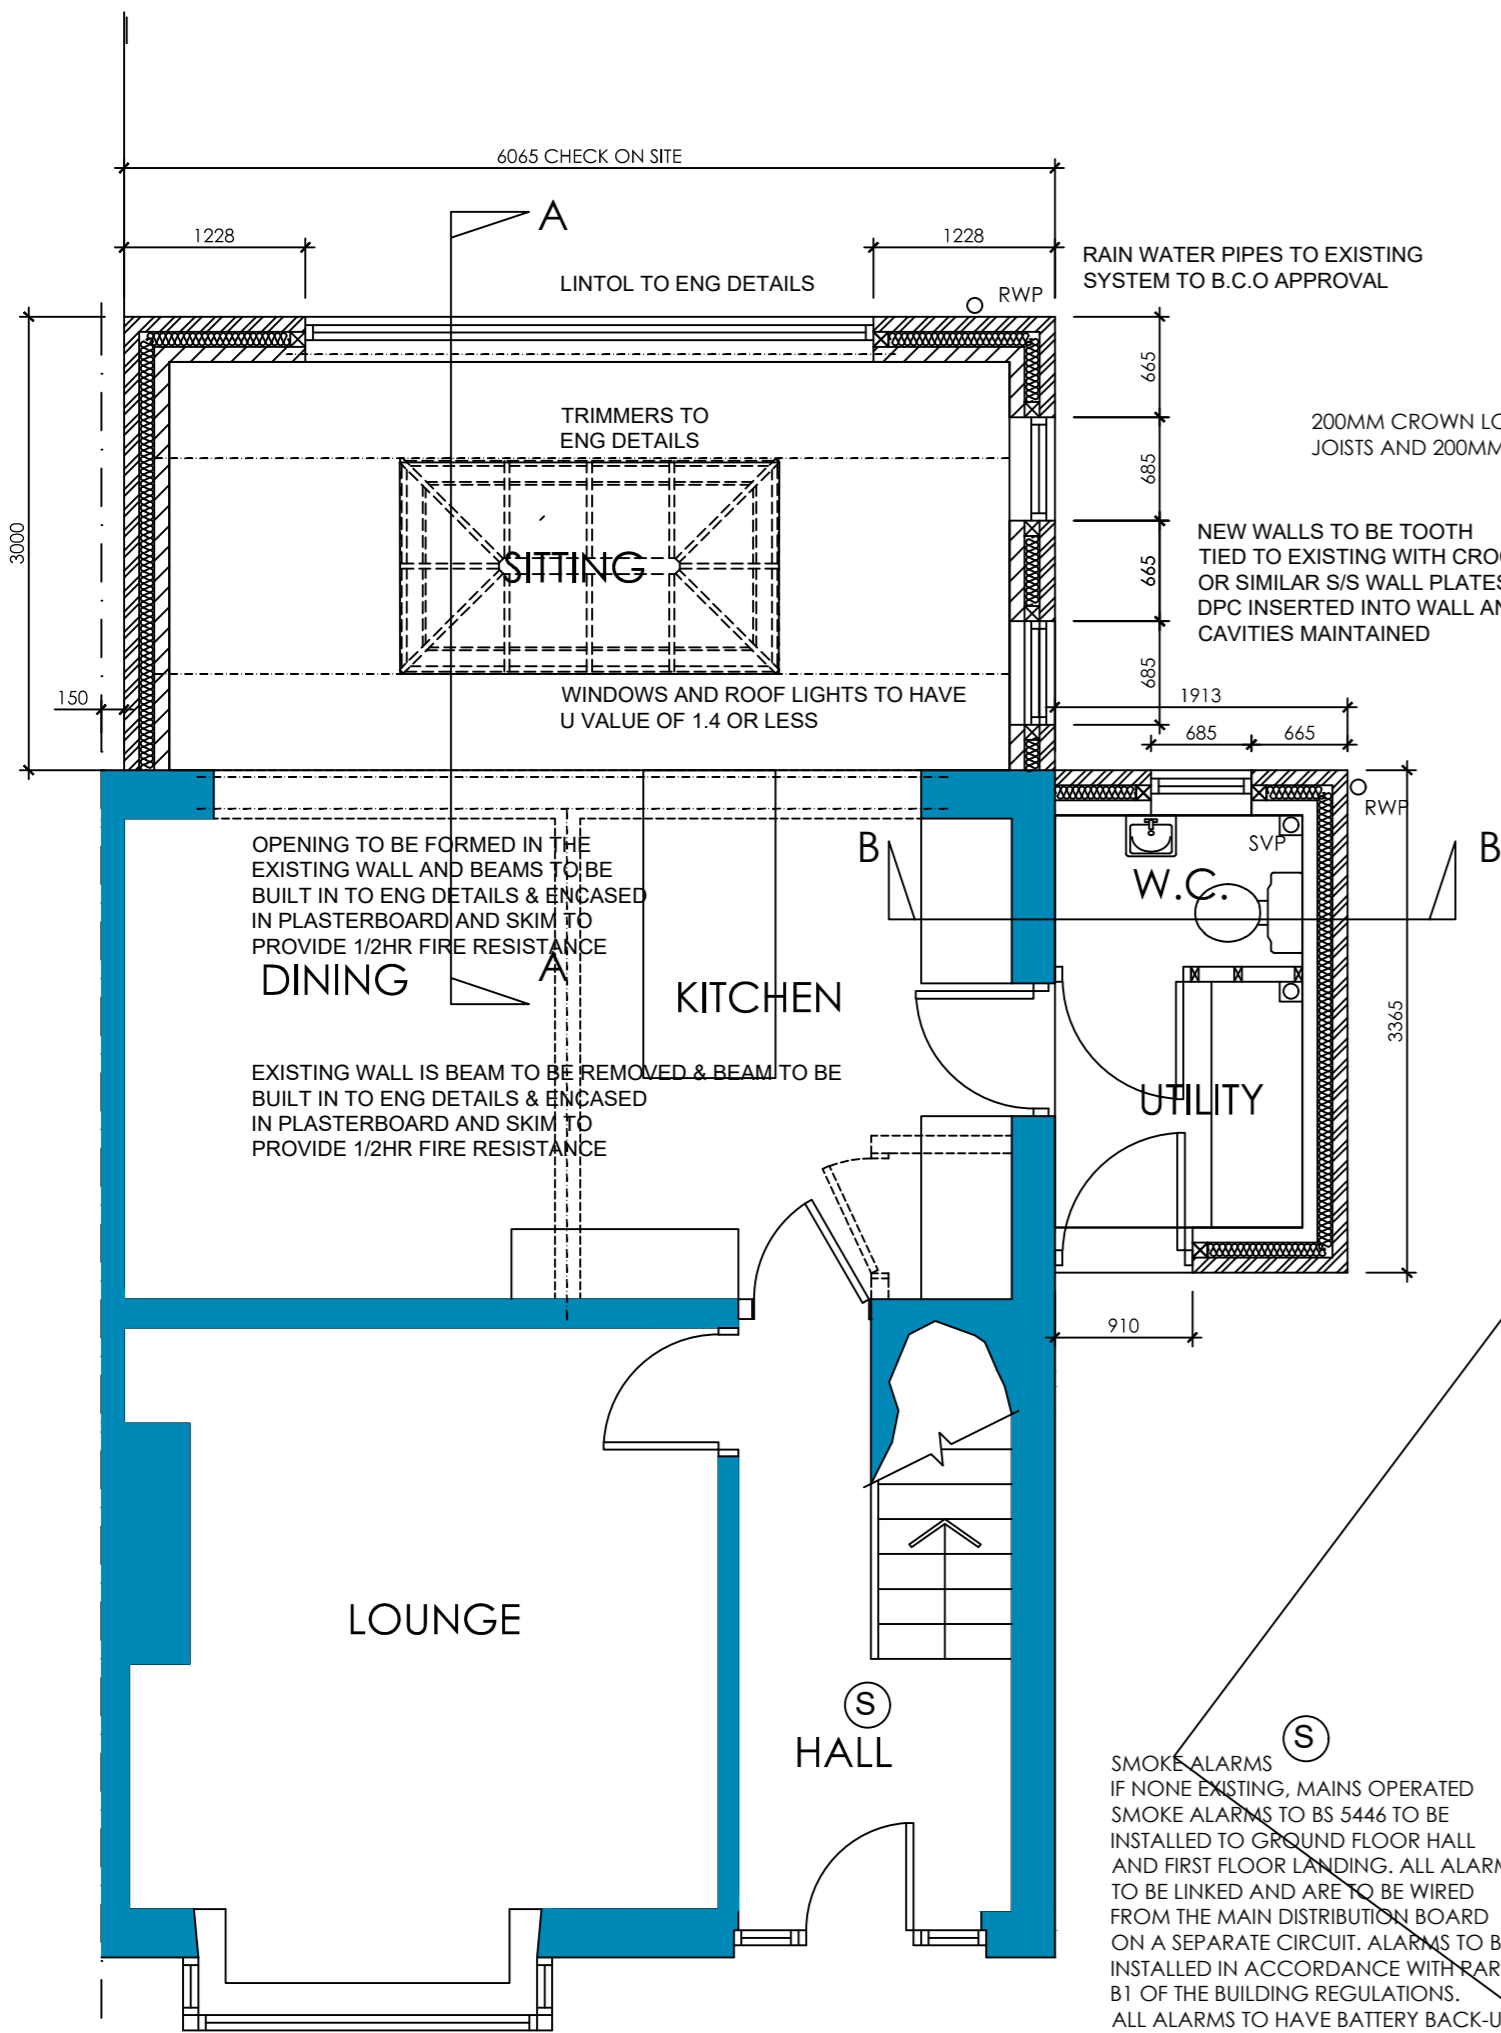 6065 CHECK ON SITE
A
1228
1228
RAIN WATER PIPES TO EXISTING
SYSTEM TO B.C.O APPROVAL
LINTOL TO ENG DETAILS
RWP
665
TRIMMERS TO
ENG DETAILS
200MM CROWN
JOISTS AND 200MM
685
3000
SITTING
NEW WALLS TO BE TOOTH
TIED TO EXISTING WITH
OR SIMILAR S/S WALL PLATES
DPC INSERTED INTO WALL
CAVITIES MAINTAINED
665
685
150
WINDOWS AND ROOF LIGHTS TO HAVE
U VALUE OF 1.4 OR LESS
1913
685
665
RWP
OPENING TO BE FORMED IN THE
EXISTING WALL AND BEAMS TO BE
BUILT IN TO ENG DETAILS & ENCASED
IN PLASTERBOARD AND SKIM TO
PROVIDE 1/2HR FIRE RESISTANCE
B
SVP
B
W.C.
DINING
A
KITCHEN
3365
EXISTING WALL IS BEAM TO BE REMOVED & BEAM TO BE
BUILT IN TO ENG DETAILS & ENCASED
IN PLASTERBOARD AND SKIM TO
PROVIDE 1/2HR FIRE RESISTANCE
UTILITY
910
LOUNGE
S
HALL
S
SMOKE ALARMS
IF NONE EXISTING, MAINS OPERATED
SMOKE ALARMS TO BS 5446 TO BE
INSTALLED TO GROUND FLOOR HALL
AND FIRST FLOOR LANDING. ALL
TO BE LINKED AND ARE TO BE WIRED
FROM THE MAIN DISTRIBUTION BOARD
ON A SEPARATE CIRCUIT. ALARMS TO
INSTALLED IN ACCORDANCE WITH
B1 OF THE BUILDING REGULATIONS.
ALL ALARMS TO HAVE BATTERY